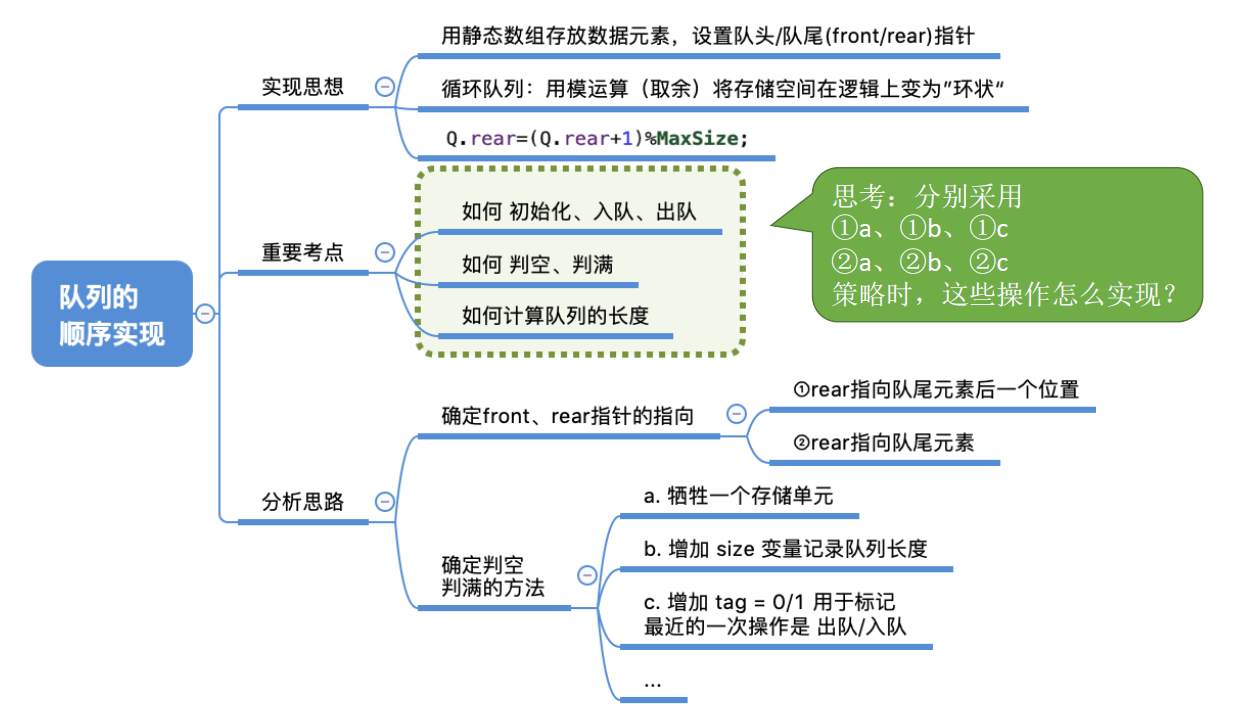 队列的
顺序实现
实现思想
用静态数组存放数据元素，设置队头/队尾(front/rear)指针
循环队列：用模运算（取余）将存储空间在逻辑上变为”环状“
Q.rear=(Q.rear+1)%MaxSize;
重要考点
如何 初始化、入队、出队
如何 判空、判满
如何计算队列的长度
思考：分别采用
①a、①b、①c
②a、②b、②c
策略时，这些操作怎么实现？
分析思路
确定front、rear指针的指向
①rear指向队尾元素后一个位置
②rear指向队尾元素
确定判空
判满的方法
a. 牺牲一个存储单元
b. 增加 size 变量记录队列长度
c. 增加 tag = 0/1 用于标记
最近的一次操作是 出队/入队
...